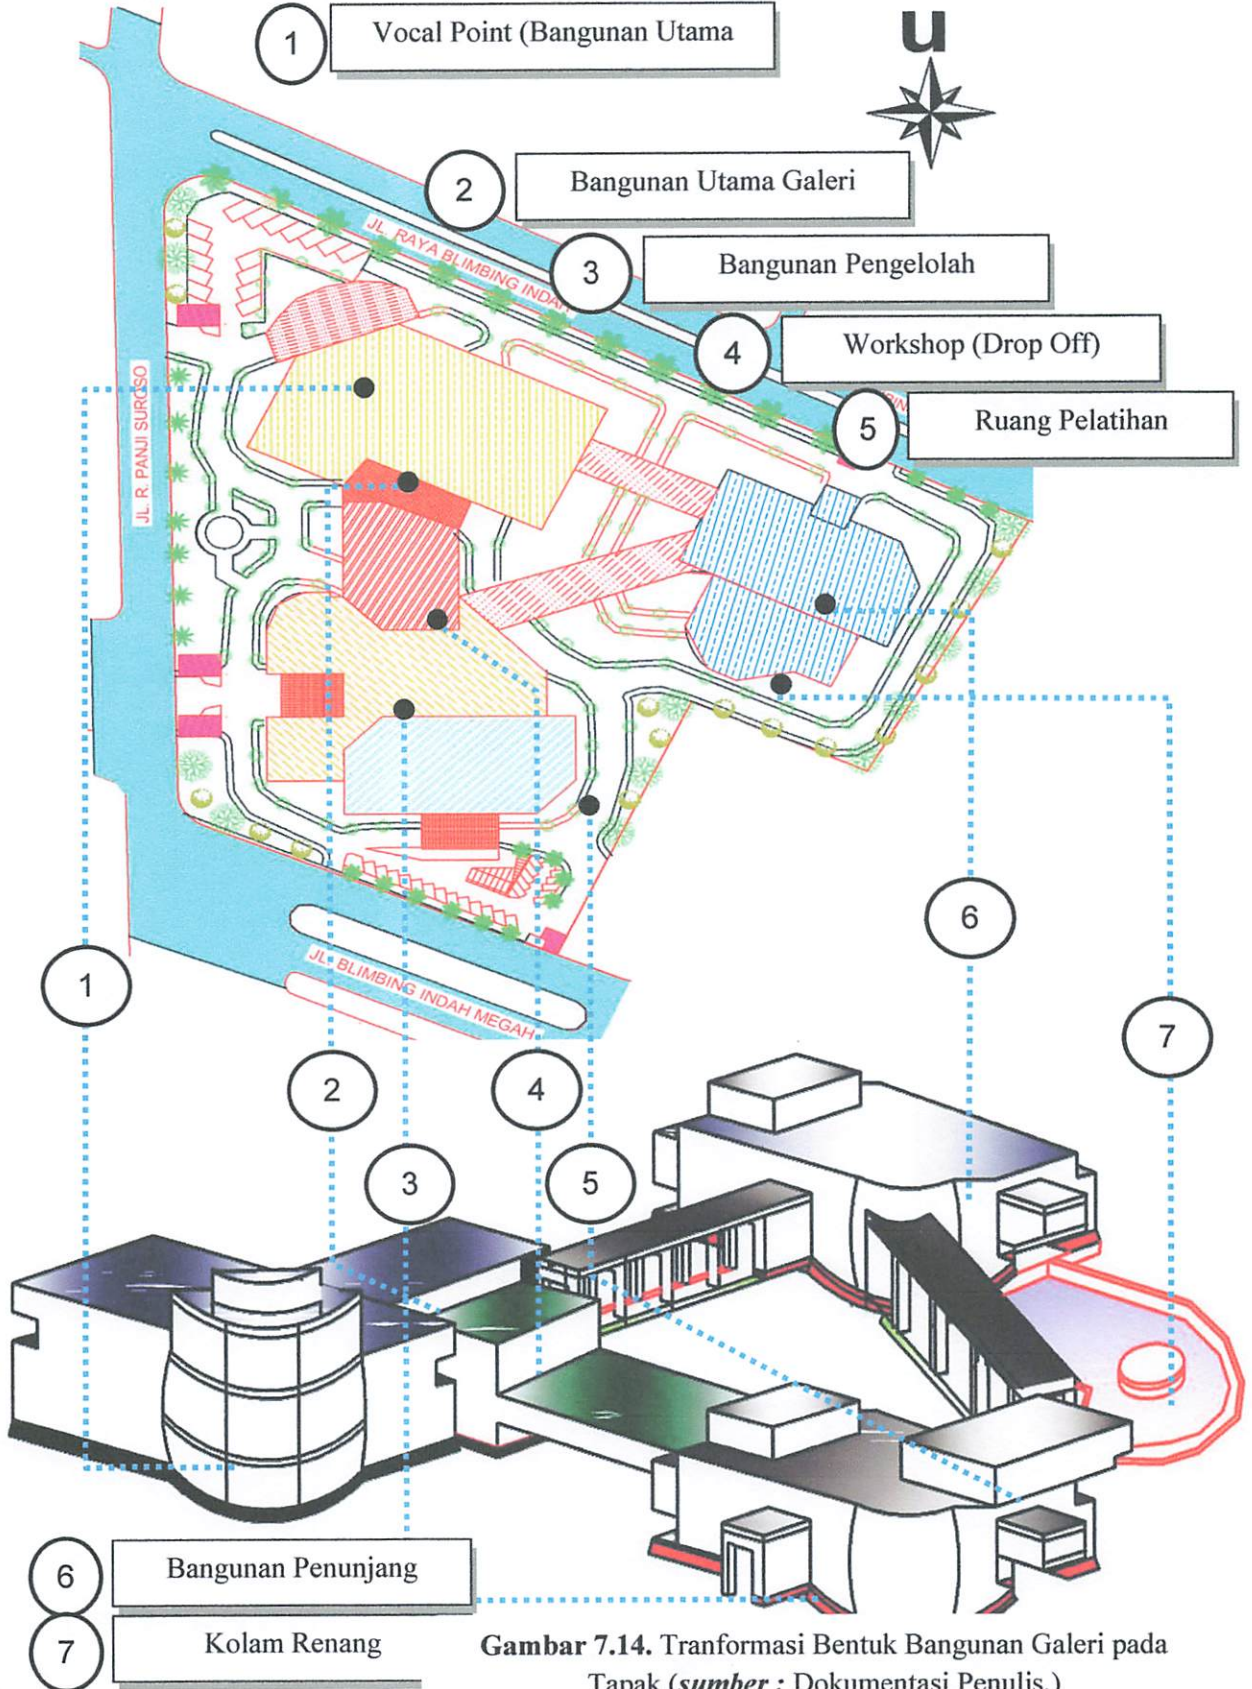 1
Vocal Point (Bangunan Utama
u
2
Bangunan Utama Galeri
JL. RAYA BLIMBING INDAH
3
Bangunan Pengelolah
4
Workshop (Drop Off)
5
Ruang Pelatihan
JL. R. PANJI SUROSO
6
1
JL. BLIMBING INDAH MEGAH
7
2
4
3
5
6
Bangunan Penunjang
7
Kolam Renang
Gambar 7.14. Tranformasi Bentuk Bangunan Galeri pada
Tapak (sumber : Dokumentasi Penulis.)